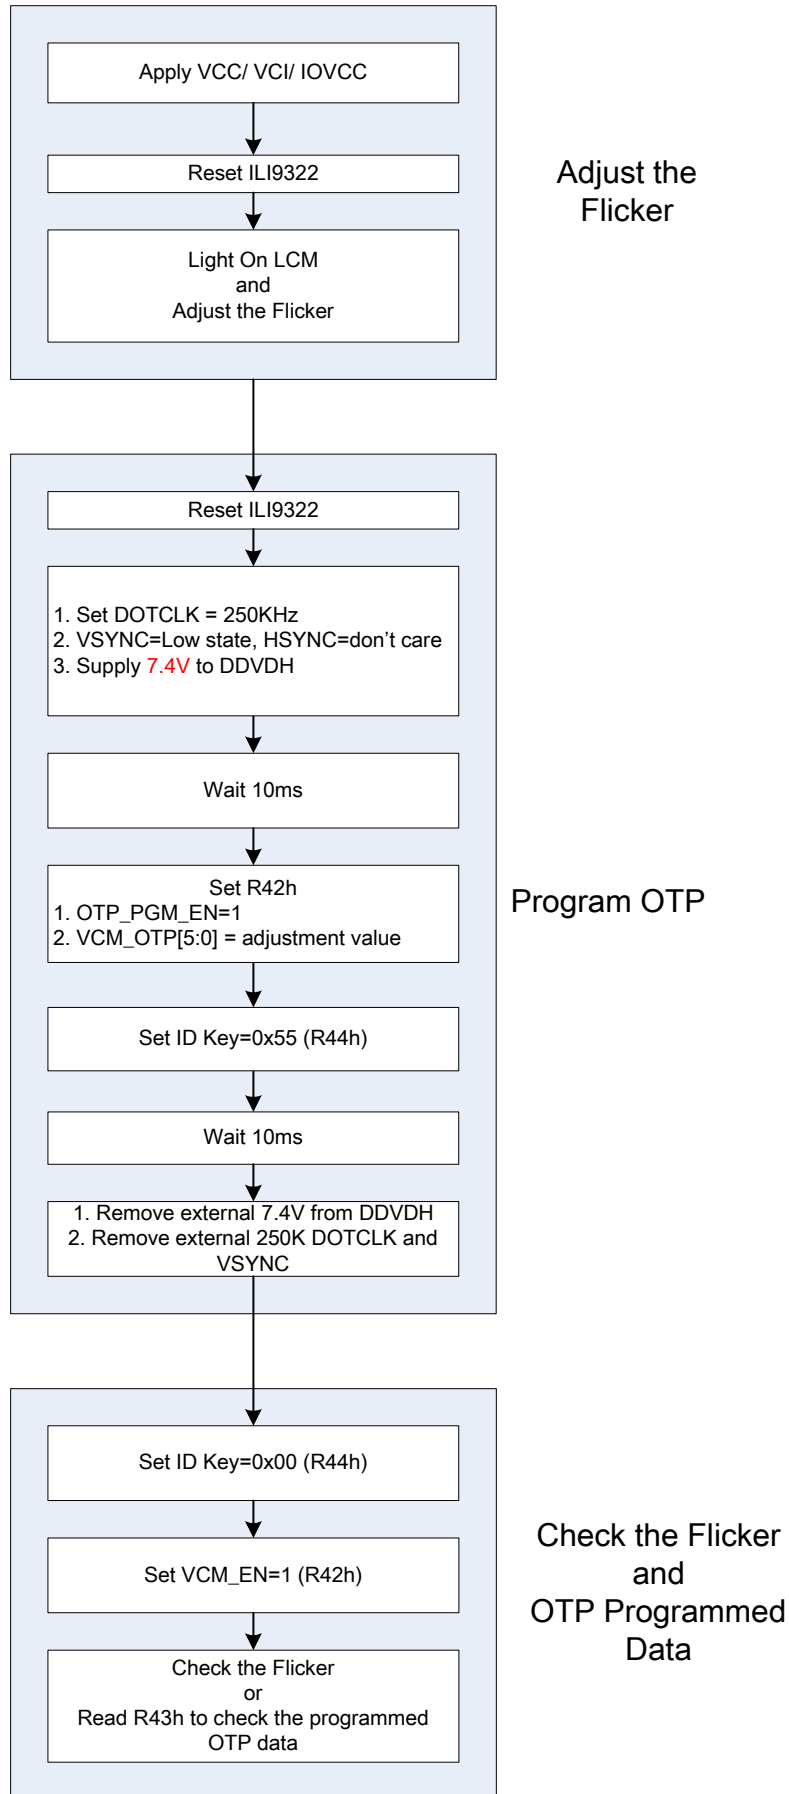 Apply VCC/ VCI/ IOVCC
Reset ILI9322
Light On LCM
and
Adjust the Flicker
Adjust the
Flicker
Reset ILI9322
1. Set DOTCLK = 250KHz
2. VSYNC=Low state, HSYNC=don't care
3. Supply 7.4V to DDVDH
Wait 10ms
Set R42h
1. OTP_PGM_EN=1
2. VCM_OTP[5:0] = adjustment value
Set ID Key=0x55 (R44h)
Wait 10ms
1. Remove external 7.4V from DDVDH
2. Remove external 250K DOTCLK and
VSYNC
Program OTP
Set ID Key=0x00 (R44h)
Set VCM_EN=1 (R42h)
Check the Flicker
or
Read R43h to check the programmed
OTP data
Check the Flicker
and
OTP Programmed
Data